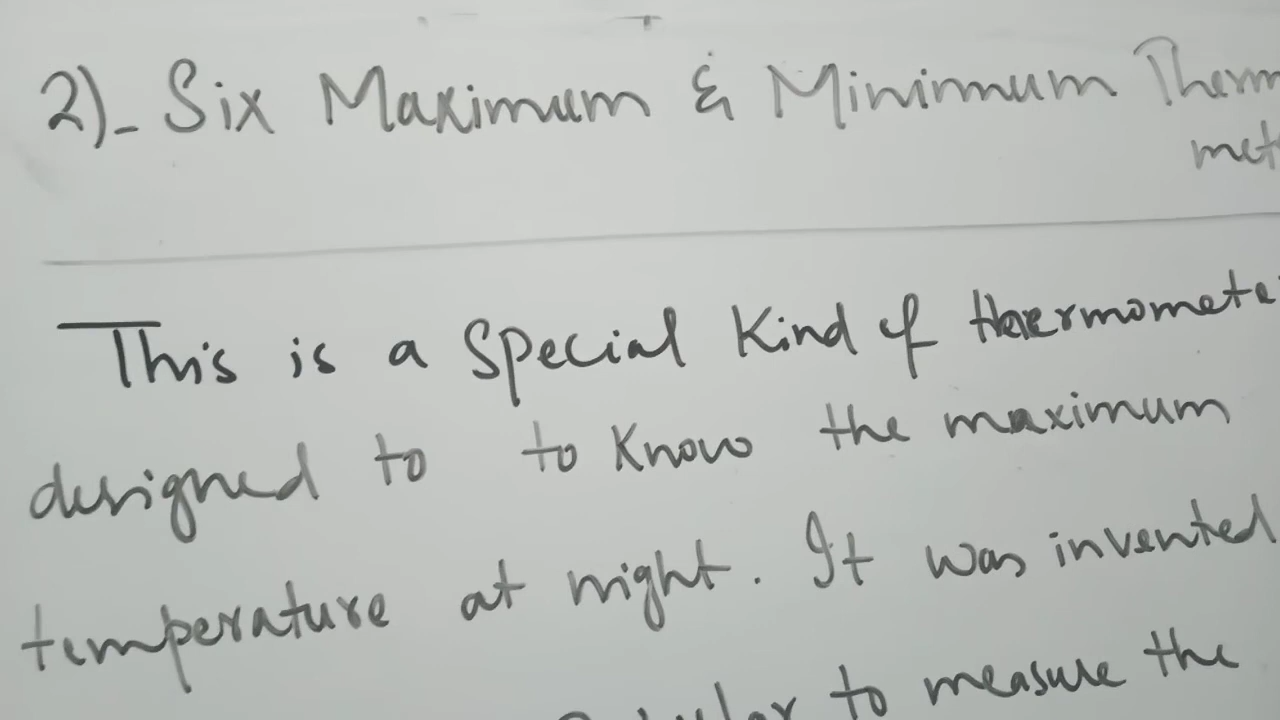 2)- Six Maximum & Minimum Therm
met
This is a Special Kind of thermomete
designed to to Know the maximum
temperature at night. It was invented
to measure the